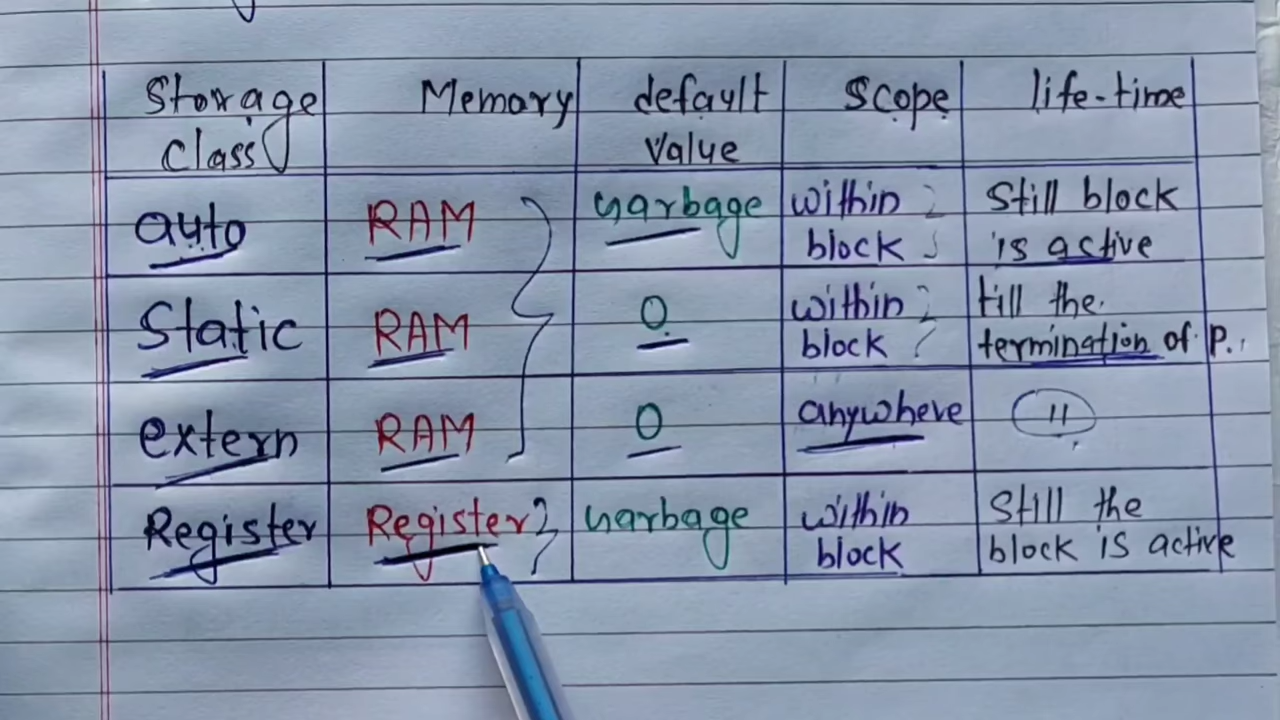 Storage Class Memory default Value Scope life-time
auto RAM Garbage within block Still block is active
Static RAM 0 within block till the termination of P.
extern RAM 0 anywhere 11
Register Register Garbage within block Still the block is active